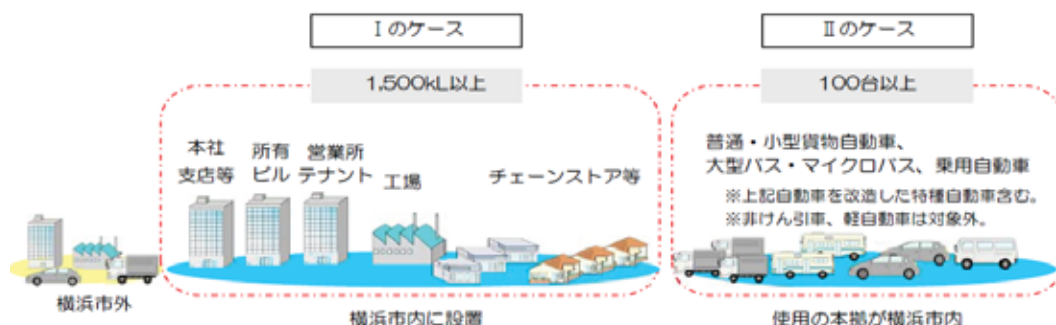 Ⅰのケース
1,500kL以上
本社
支店等
所有
ビル
営業所
テナント
工場
チェーンストア等
横浜市外
横浜市内に設置
Ⅱのケース
100台以上
普通・小型貨物自動車、
大型バス・マイクロバス、乗用自動車
※上記自動車を改造した特種自動車含む。
※非けん引車、軽自動車は対象外。
使用の本拠が横浜市内